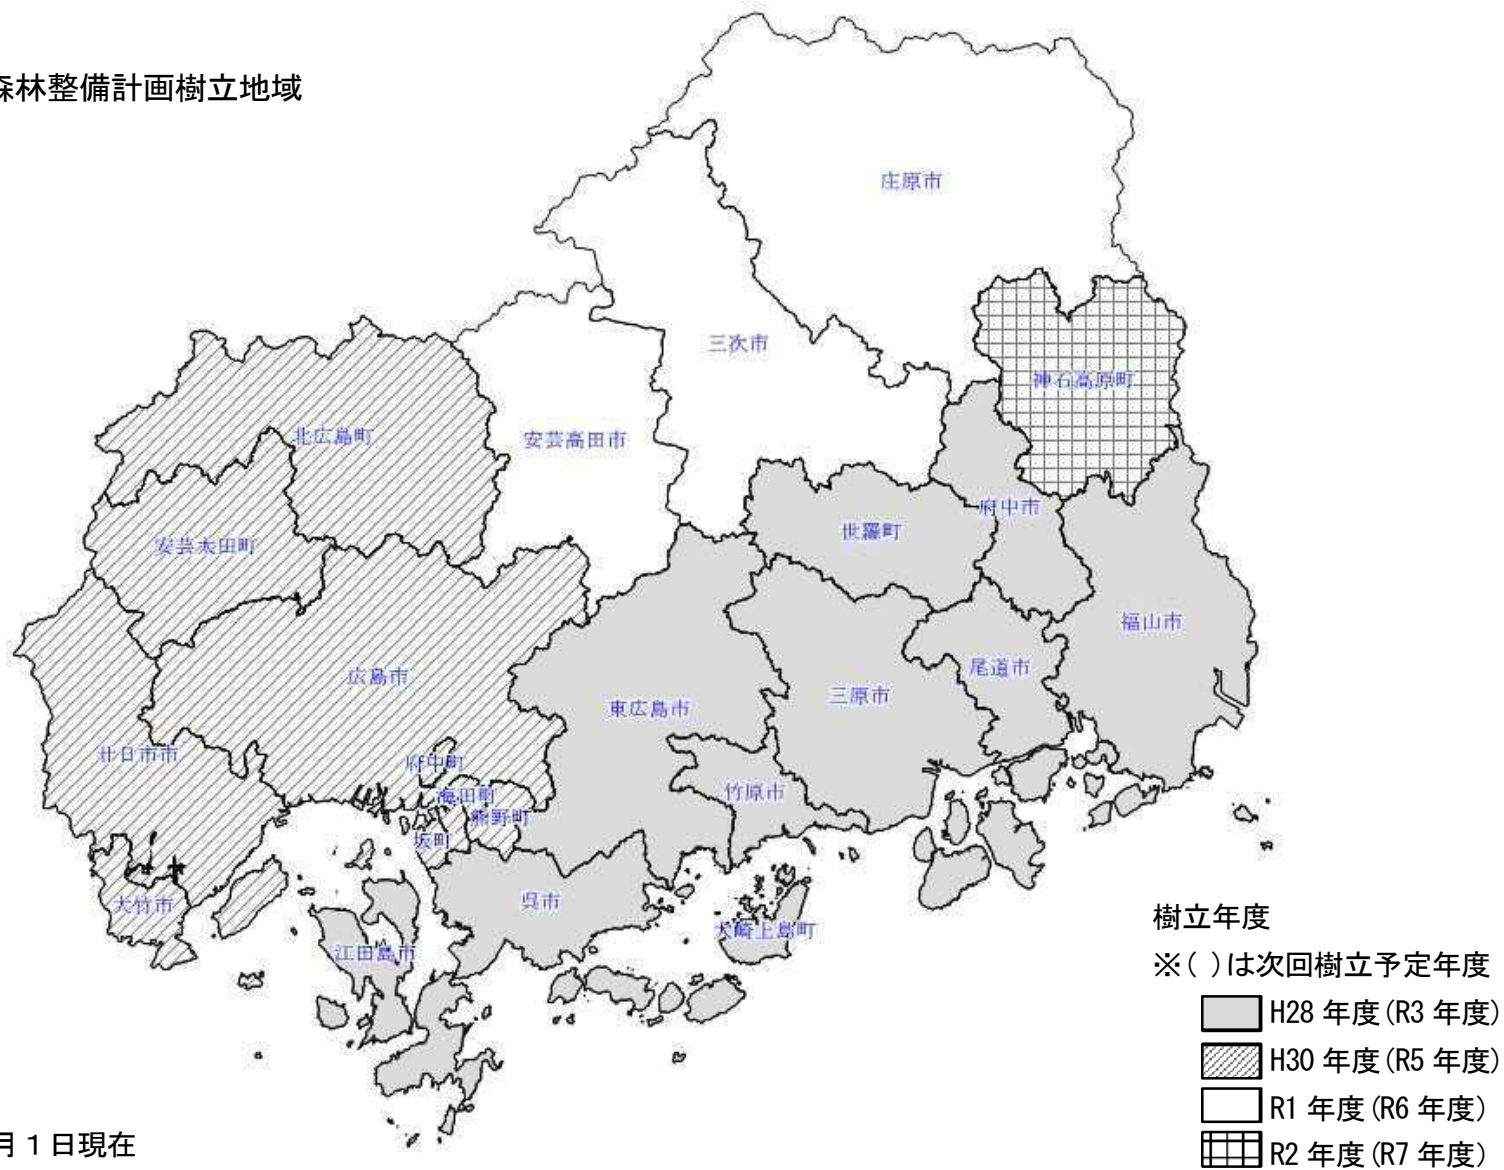 森林整備計画樹立地域
庄原市
三次市
神石高原町
北広島町
安芸高田市
府中市
世羅町
安芸太田町
福山市
尾道市
広島市
三原市
東広島市
廿日市市
府中町
竹原市
海田町
熊野町
坂町
呉市
大竹市
大崎上島町
江田島市
樹立年度
※( )は次回樹立予定年度
H28 年度(R3 年度)
H30 年度(R5 年度)
R1 年度(R6 年度)
R2 年度(R7 年度)
月1日現在